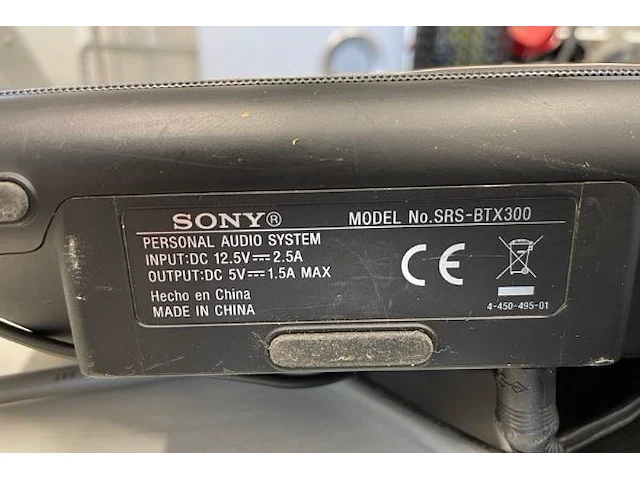 SONY® MODEL No.SRS-BTX300
PERSONAL AUDIO SYSTEM
INPUT:DC 12.5V⎓2.5A
OUTPUT:DC 5V⎓1.5A MAX
Hecho en China
MADE IN CHINA
CE
4-450-495-01